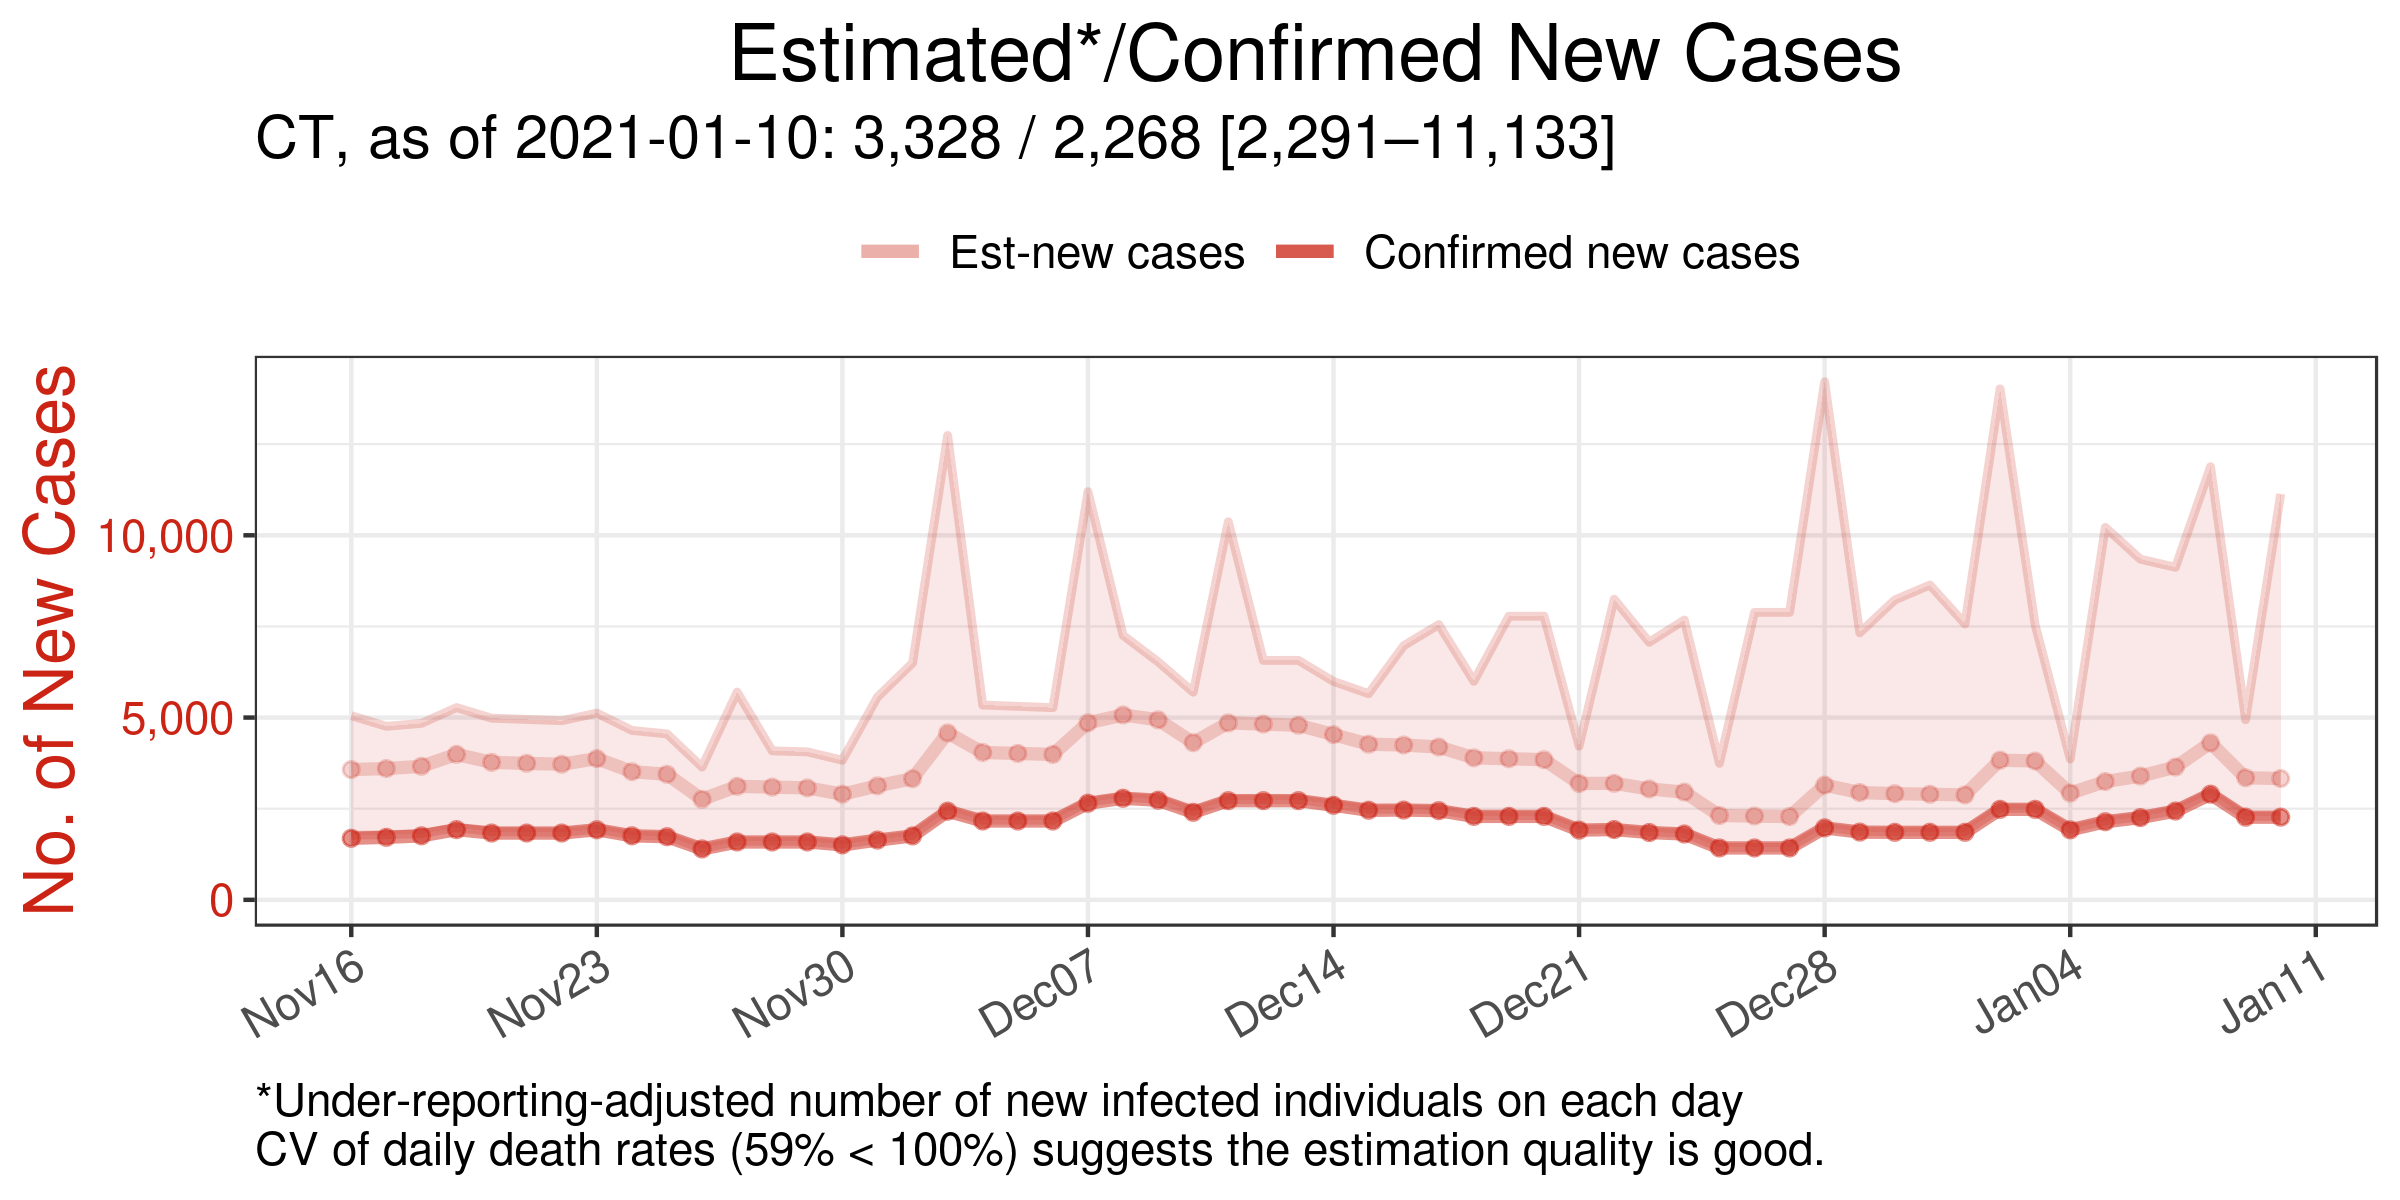 Estimated*/Confirmed New Cases
CT, as of 2021-01-10: 3,328 / 2,268 [2,291–11,133]
Est-new cases
Confirmed new cases
No. of New Cases
10,000
5,000
0
Nov16
Nov23
Nov30
Dec07
Dec14
Dec21
Dec28
Jan04
Jan11
*Under-reporting-adjusted number of new infected individuals on each day
CV of daily death rates (59% < 100%) suggests the estimation quality is good.